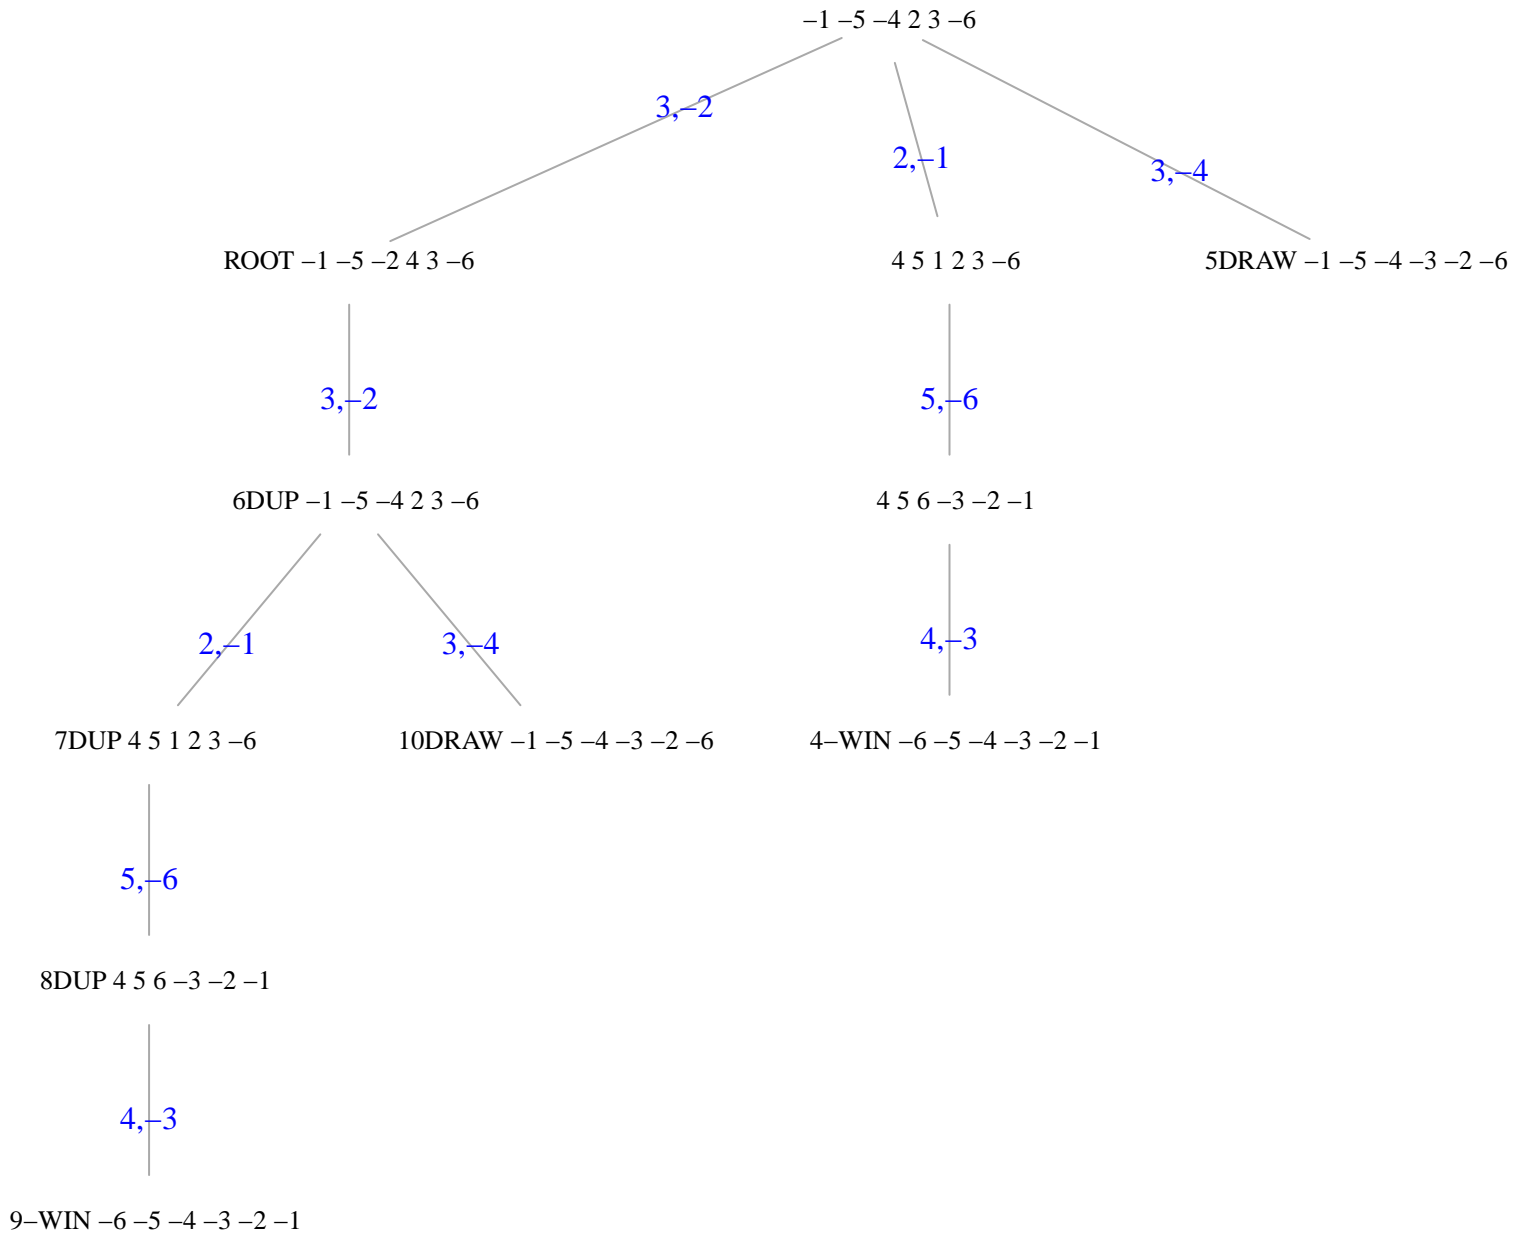 –1 –5 –4 2 3 –6
3,–2
2,–1
3,–4
ROOT –1 –5 –2 4 3 –6
4 5 1 2 3 –6
5DRAW –1 –5 –4 –3 –2 –6
3,–2
5,–6
6DUP –1 –5 –4 2 3 –6
4 5 6 –3 –2 –1
2,–1
3,–4
4,–3
7DUP 4 5 1 2 3 –6
10DRAW –1 –5 –4 –3 –2 –6
4–WIN –6 –5 –4 –3 –2 –1
5,–6
8DUP 4 5 6 –3 –2 –1
4,–3
9–WIN –6 –5 –4 –3 –2 –1